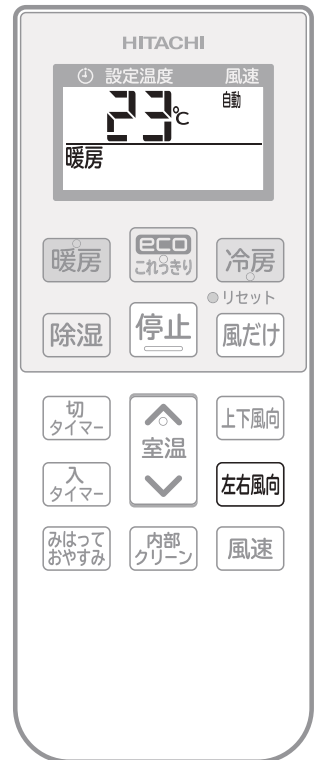 HITACHI
設定温度 風速
23℃ 自動
暖房
暖房 eco これっきり 冷房
リセット
除湿 停止 風だけ
切タイマー 室温 上下風向
入タイマー 左右風向
みはっておやすみ 内部クリーン 風速